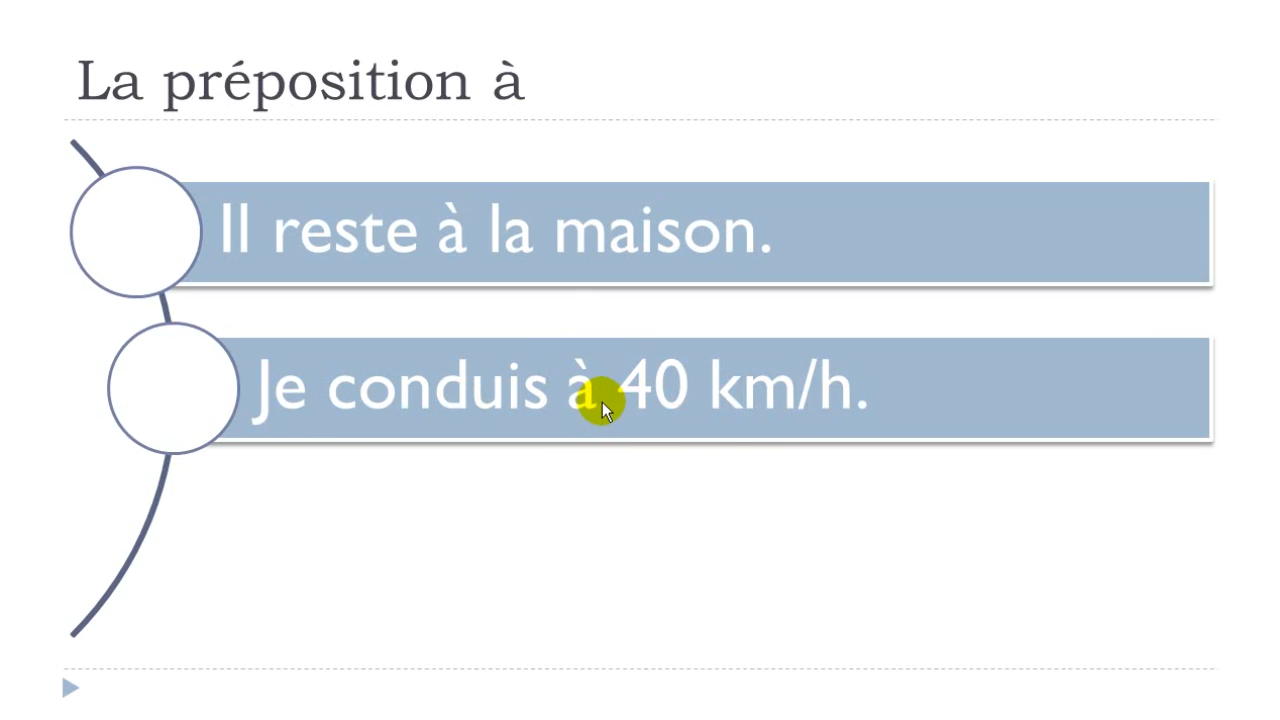 La préposition à
Il reste à la maison.
Je conduis à 40 km/h.